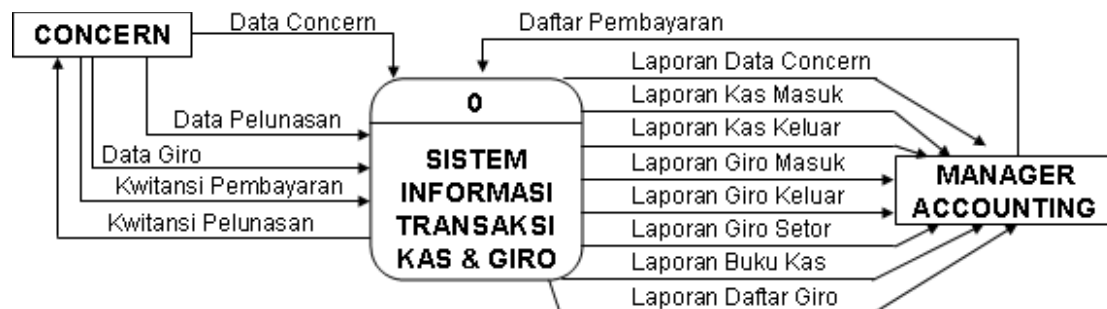 CONCERN
Data Concern
Daftar Pembayaran
Laporan Data Concern
0
Laporan Kas Masuk
Data Pelunasan
Laporan Kas Keluar
Data Giro
SISTEM
INFORMASI
TRANSAKSI
KAS & GIRO
Laporan Giro Masuk
MANAGER
ACCOUNTING
Kwitansi Pembayaran
Laporan Giro Keluar
Kwitansi Pelunasan
Laporan Giro Setor
Laporan Buku Kas
Laporan Daftar Giro